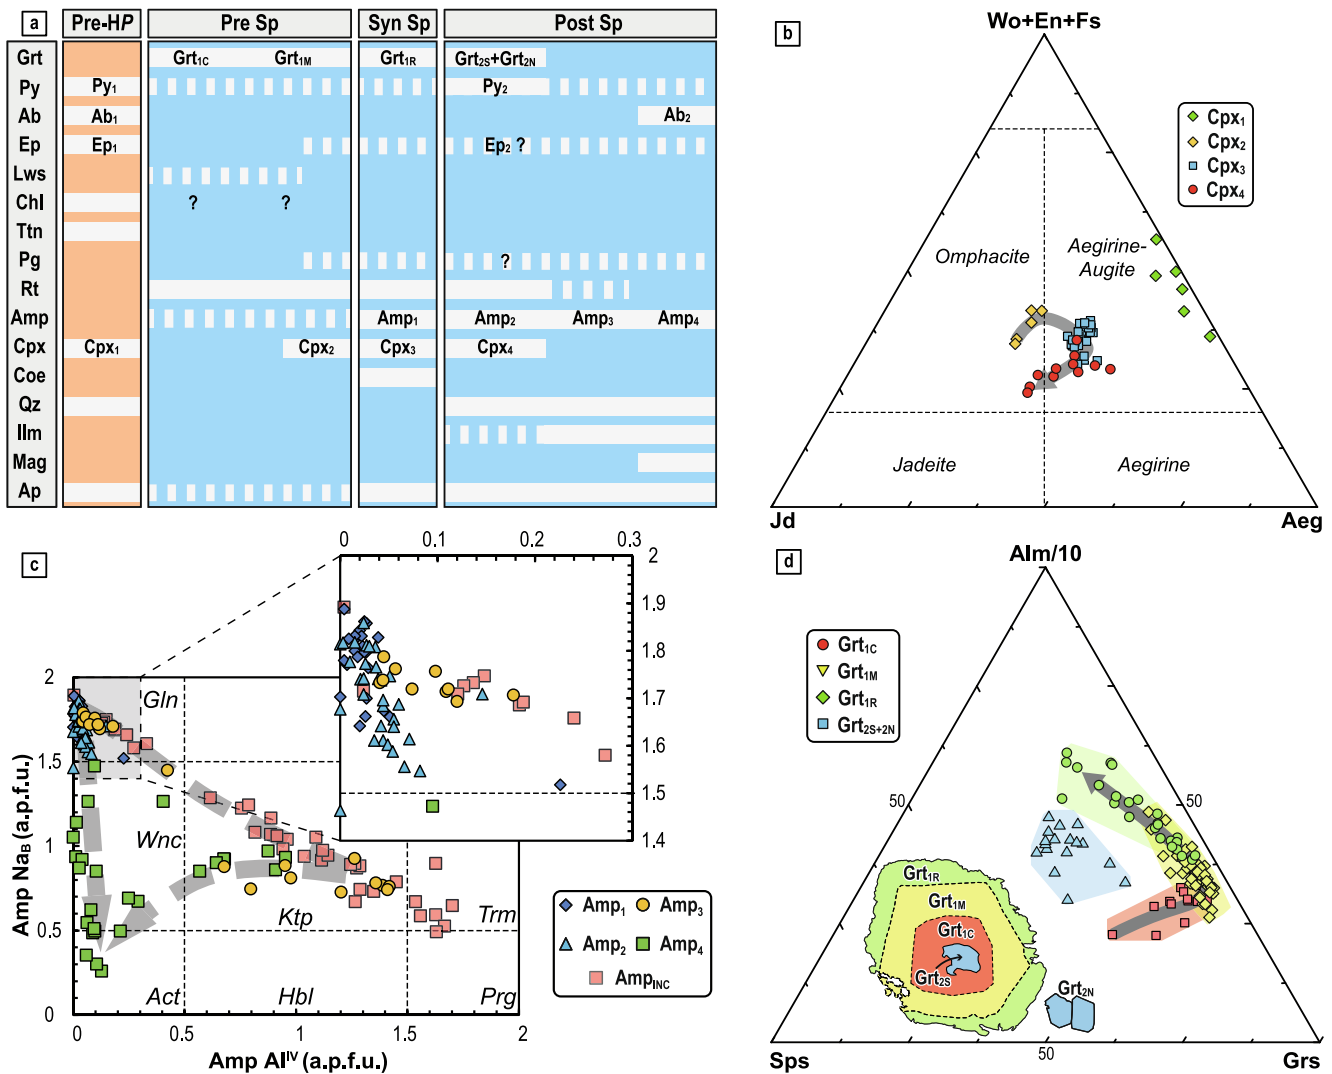 a
Pre-HP Pre Sp Syn Sp Post Sp
Grt Grt1C Grt1M Grt1R Grt2S+Grt2N
Py Py1 Py2
Ab Ab1 Ab2
Ep Ep1 Ep2 ?
Lws
Chl ? ?
Ttn
Pg ?
Rt
Amp Amp1 Amp2 Amp3 Amp4
Cpx Cpx1 Cpx2 Cpx3 Cpx4
Coe
Qz
Ilm
Mag
Ap
b
Wo+En+Fs
Cpx1
Cpx2
Cpx3
Cpx4
Omphacite
Aegirine-
Augite
Jadeite
Aegirine
Jd
Aeg
c
0 0.1 0.2 0.3
2
1.9
1.8
1.7
1.6
1.5
1.4
2
1.5
1
0.5
0
Amp NaB (a.p.f.u.)
Gln
Wnc
Ktp
Trm
Act
Hbl
Prg
0 0.5 1 1.5 2
Amp AlIV (a.p.f.u.)
Amp1 Amp3
Amp2 Amp4
AmpINC
d
Alm/10
Grt1C
Grt1M
Grt1R
Grt2S+2N
50
50
50
Grt1R
Grt1M
Grt1C
Grt2S
Grt2N
Sps
Grs